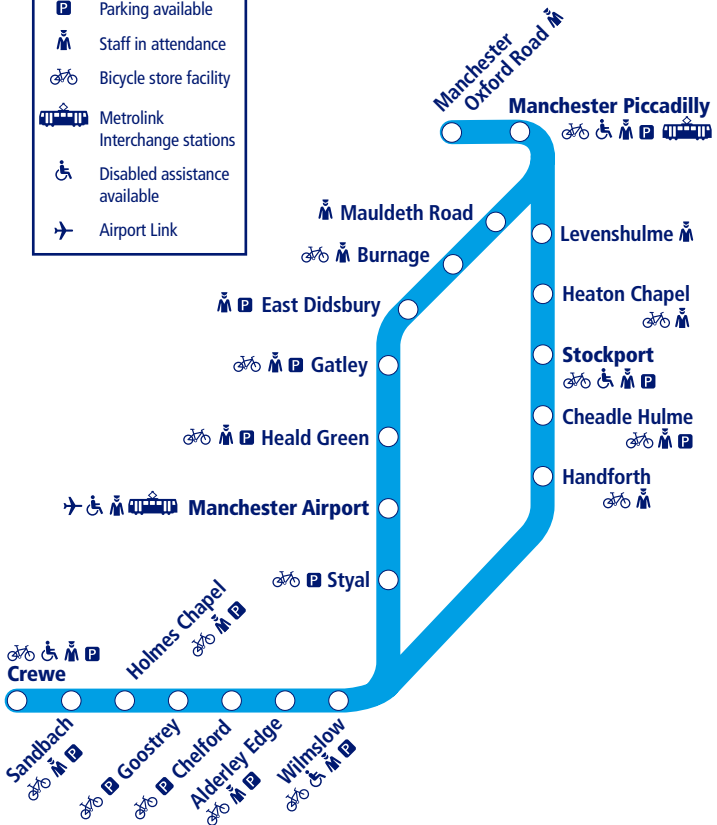 P Parking available
Staff in attendance
Bicycle store facility
Metrolink
Interchange stations
Disabled assistance
available
Airport Link
Manchester
Oxford Road
Manchester Piccadilly
P
Mauldeth Road
Levenshulme
Burnage
Heaton Chapel
P East Didsbury
Stockport
P
P Gatley
Cheadle Hulme
P
P Heald Green
Handforth
Manchester Airport
P Styal
Holmes Chapel
P
P
Crewe
Sandbach
P
P Goostrey
P Chelford
Alderley Edge
P
Wilmslow
P